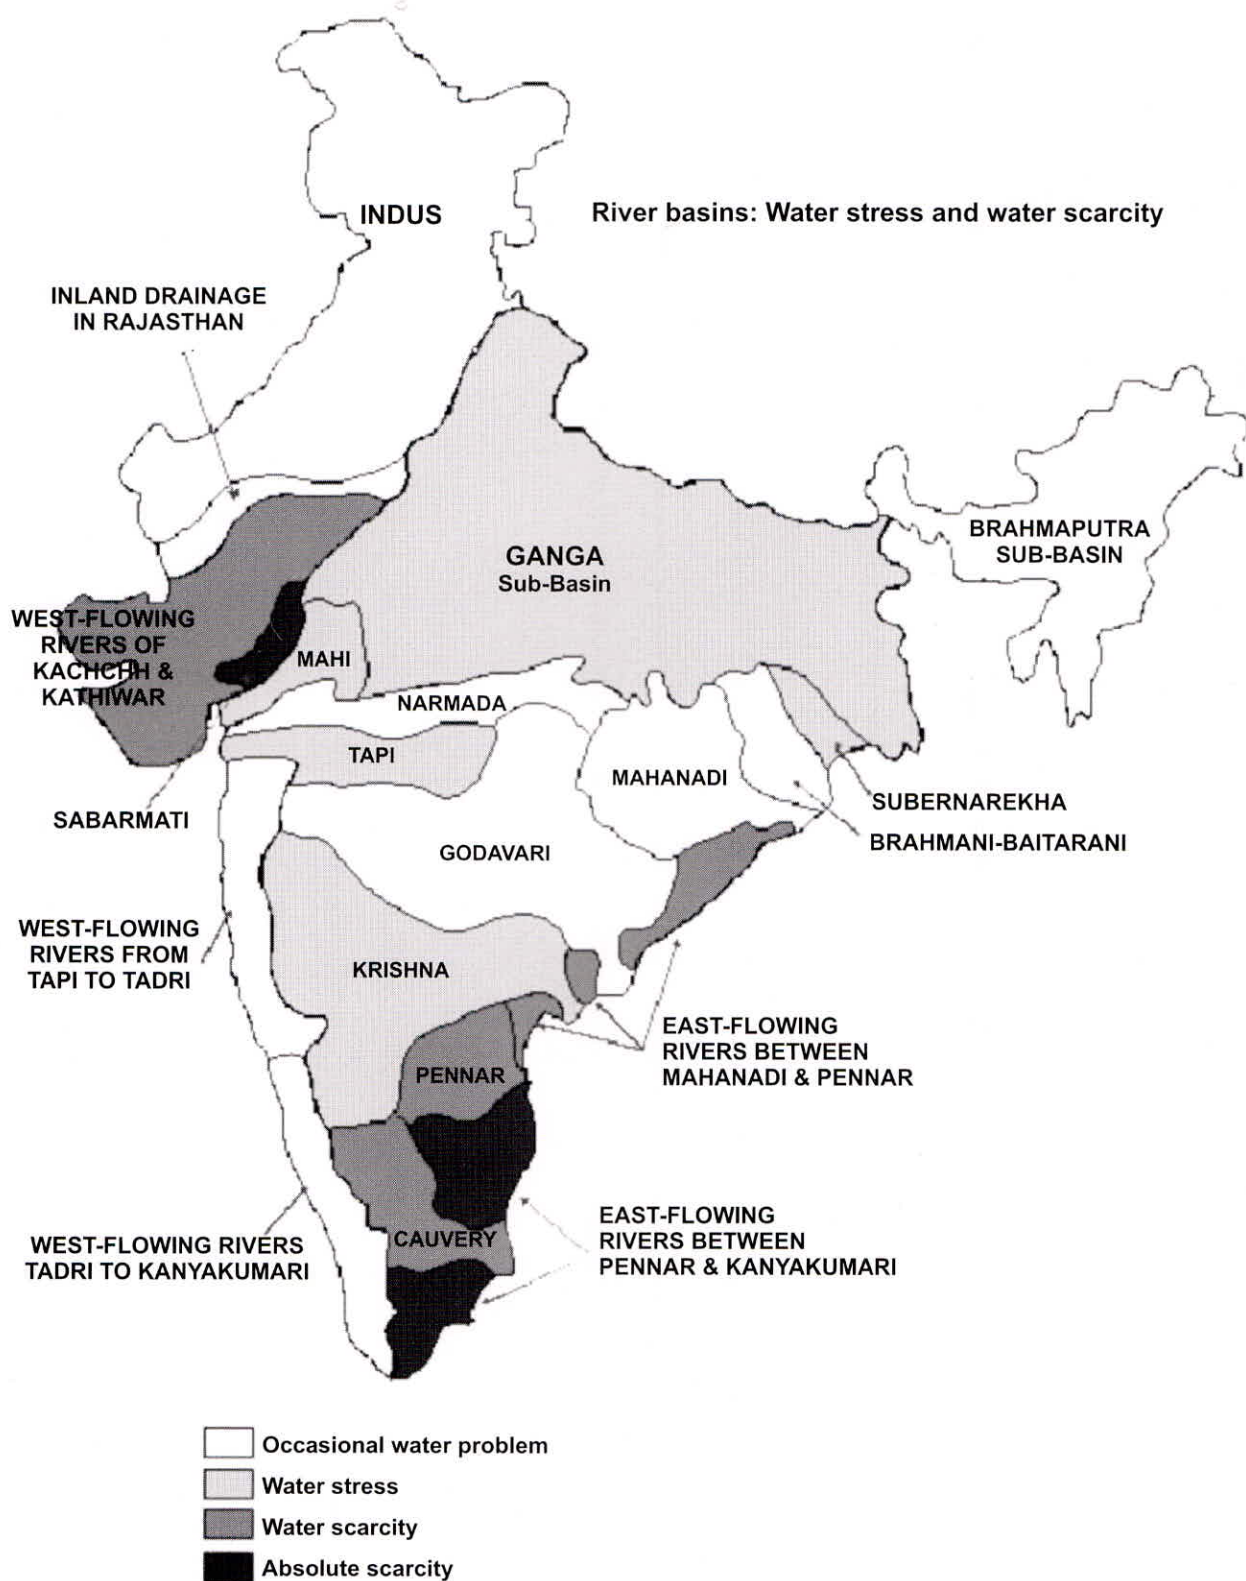 INDUS
River basins: Water stress and water scarcity
INLAND DRAINAGE
IN RAJASTHAN
GANGA
Sub-Basin
BRAHMAPUTRA
SUB-BASIN
WEST-FLOWING
RIVERS OF
KACHCHH &
KATHIWAR
MAHI
NARMADA
TAPI
MAHANADI
SABARMATI
SUBERNAREKHA
BRAHMANI-BAITARANI
GODAVARI
WEST-FLOWING
RIVERS FROM
TAPI TO TADRI
KRISHNA
EAST-FLOWING
RIVERS BETWEEN
MAHANADI & PENNAR
PENNAR
EAST-FLOWING
RIVERS BETWEEN
PENNAR & KANYAKUMARI
CAUVERY
WEST-FLOWING RIVERS
TADRI TO KANYAKUMARI
Occasional water problem
Water stress
Water scarcity
Absolute scarcity